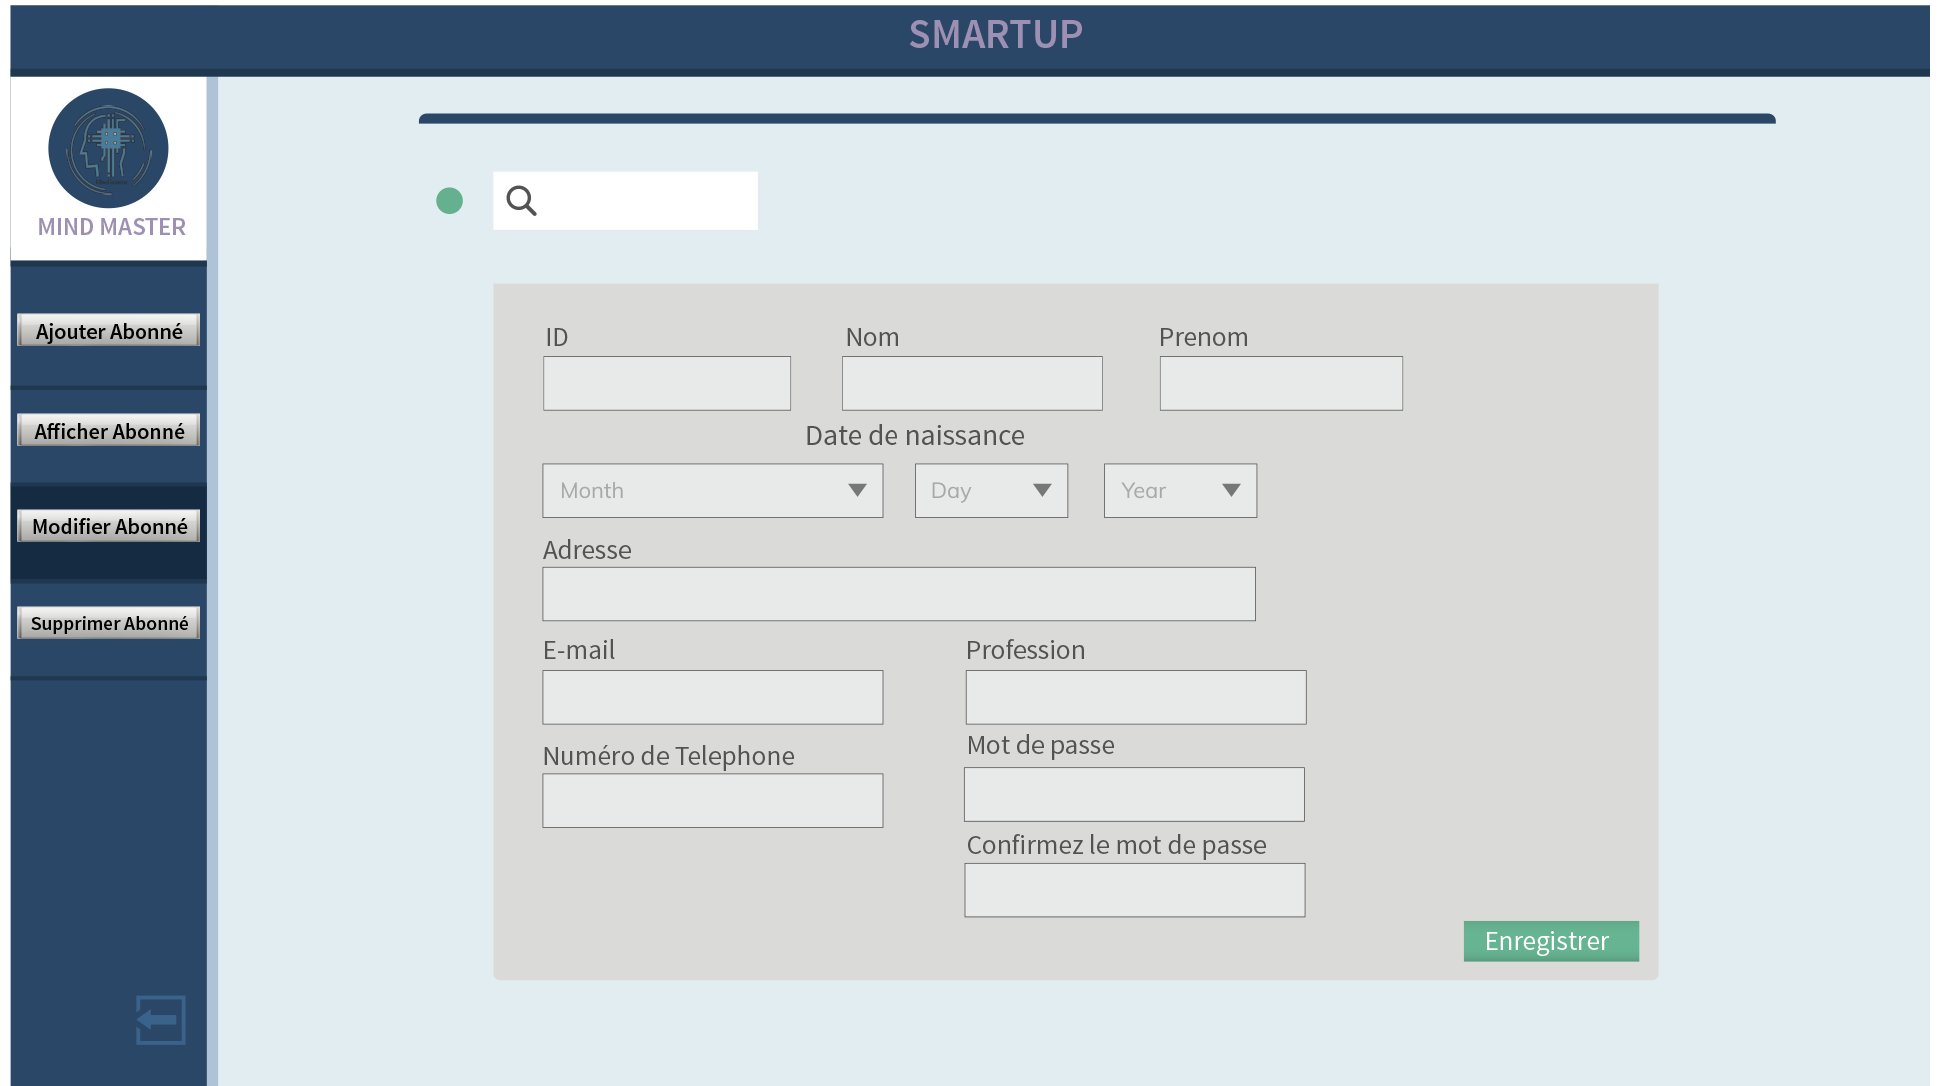 SMARTUP
MIND MASTER
Ajouter Abonné
Afficher Abonné
Modifier Abonné
Supprimer Abonné
ID
Nom
Prenom
Date de naissance
Month
Day
Year
Adresse
E-mail
Profession
Numéro de Telephone
Mot de passe
Confirmez le mot de passe
Enregistrer